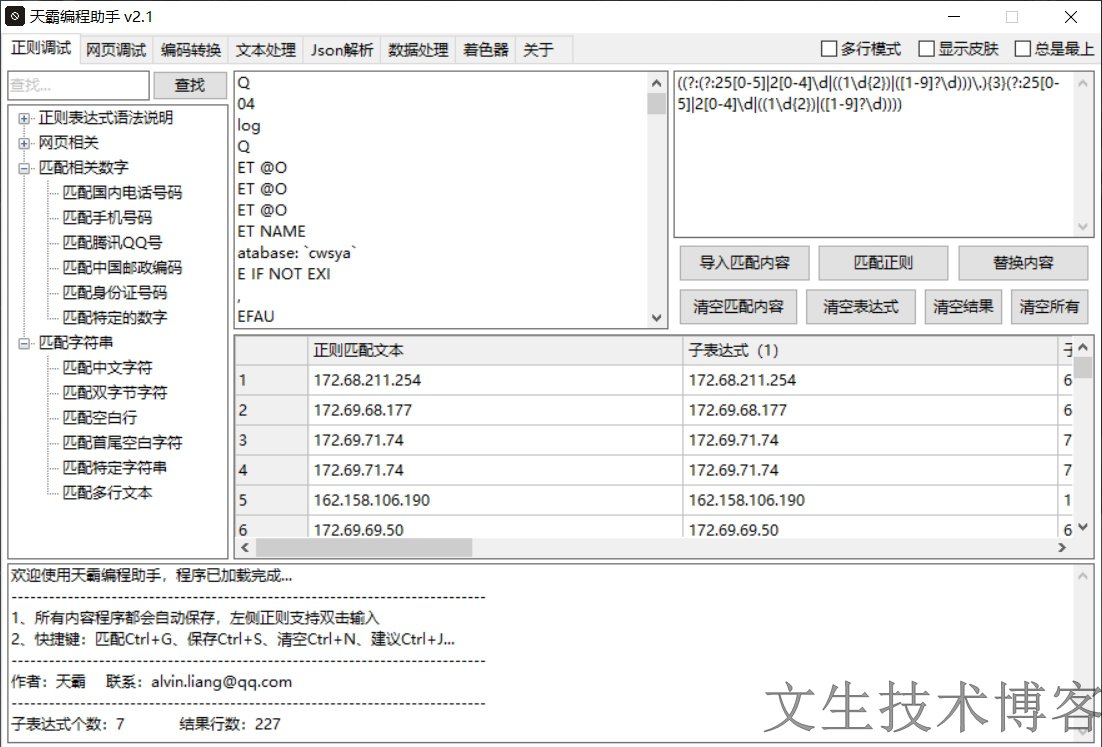 天霸编程助手 v2.1
正则调试 网页调试 编码转换 文本处理 Json解析 数据处理 着色器 关于 多行模式 显示皮肤 总是最上
查找... 查找
正则表达式语法说明
网页相关
匹配相关数字
匹配国内电话号码
匹配手机号码
匹配腾讯QQ号
匹配中国邮政编码
匹配身份证号码
匹配特定的数字
匹配字符串
匹配中文字符
匹配双字节字符
匹配空白行
匹配首尾空白字符
匹配特定字符串
匹配多行文本
Q
04
log
Q
ET @O
ET @O
ET @O
ET NAME
atabase: `cwsya`
E IF NOT EXI
,
EFAU
((?:(?:25[0-5]|2[0-4]\d|((1\d{2})|([1-9]?\d)))\.){3}(?:25[0-
5]|2[0-4]\d|((1\d{2})|([1-9]?\d))))
导入匹配内容 匹配正则 替换内容
清空匹配内容 清空表达式 清空结果 清空所有
正则匹配文本 子表达式（1）
1 172.68.211.254 172.68.211.254 6
2 172.69.68.177 172.69.68.177 6
3 172.69.71.74 172.69.71.74 7
4 172.69.71.74 172.69.71.74 7
5 162.158.106.190 162.158.106.190 1
6 172.69.69.50 172.69.69.50 6
欢迎使用天霸编程助手，程序已加载完成...
--------------------------------------------------------------------------------
1、所有内容程序都会自动保存，左侧正则支持双击输入
2、快捷键：匹配Ctrl+G、保存Ctrl+S、清空Ctrl+N、建议Ctrl+J...
--------------------------------------------------------------------------------
作者：天霸 联系：alvin.liang@qq.com
--------------------------------------------------------------------------------
子表达式个数：7 结果行数：227
文生技术博客